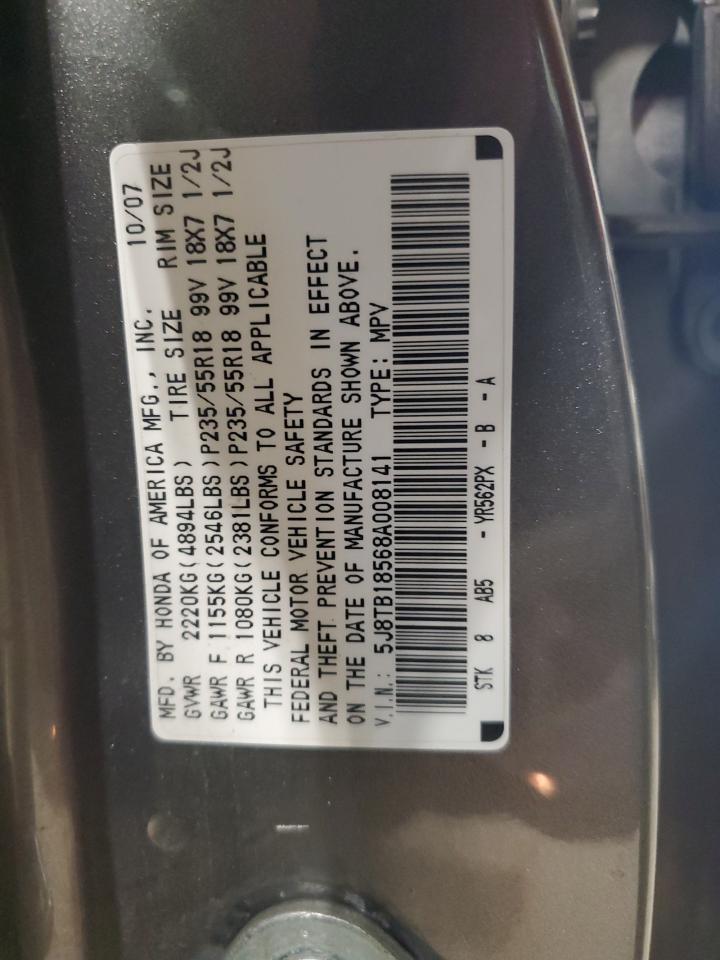 MFD. BY HONDA OF AMERICA MFG., INC. 10/07
GVWR 2220KG(4894LBS) TIRE SIZE RIM SIZE
GAWR F 1155KG(2546LBS)P235/55R18 99V 18X7 1/2J
GAWR R 1080KG(2381LBS)P235/55R18 99V 18X7 1/2J
THIS VEHICLE CONFORMS TO ALL APPLICABLE
FEDERAL MOTOR VEHICLE SAFETY
AND THEFT PREVENTION STANDARDS IN EFFECT
ON THE DATE OF MANUFACTURE SHOWN ABOVE.
V.I.N.: 5J8TB18568A008141 TYPE: MPV
STK 8 AB5 - YR562PX - B - A